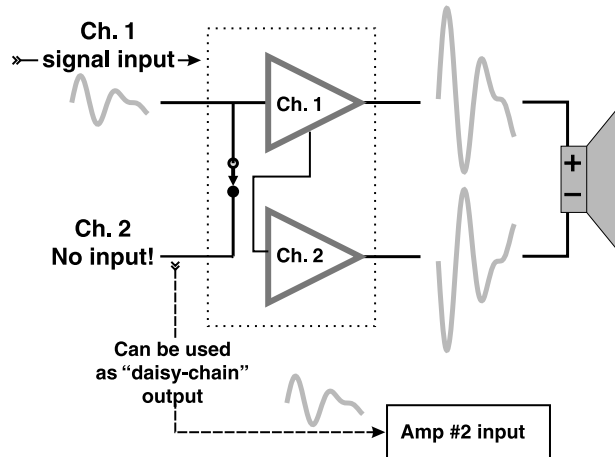 Ch. 1
signal input
Ch. 1
+
–
Ch. 2
No input!
Ch. 2
Can be used
as “daisy-chain”
output
Amp #2 input